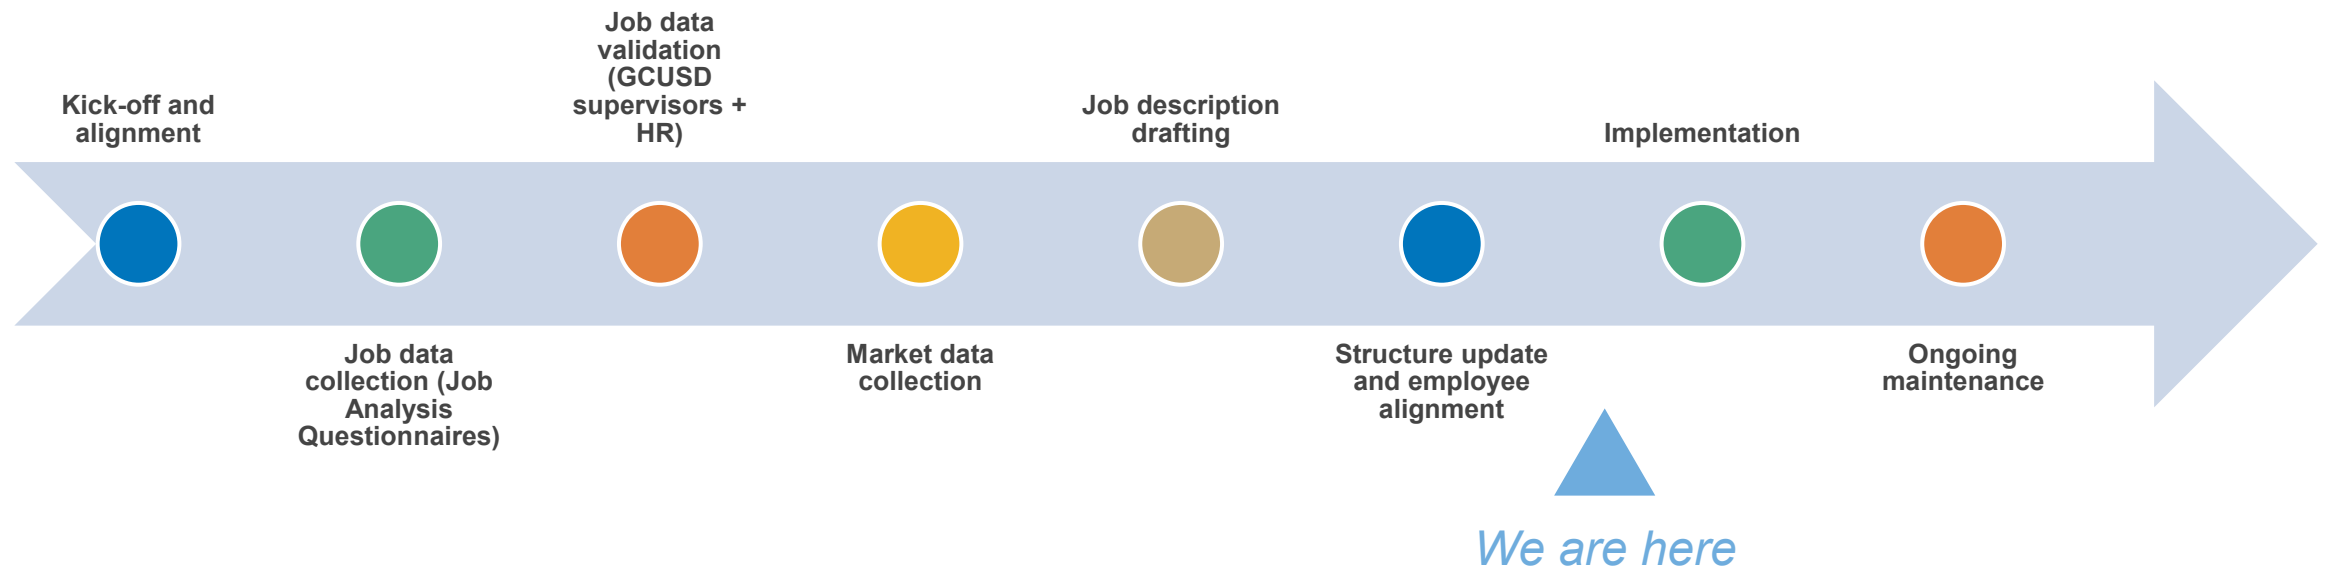 Kick-off and
alignment
Job data
collection (Job
Analysis
Questionnaires)
Job data
validation
(GCUSD
supervisors +
HR)
Market data
collection
Job description
drafting
Structure update
and employee
alignment
Implementation
Ongoing
maintenance
We are here